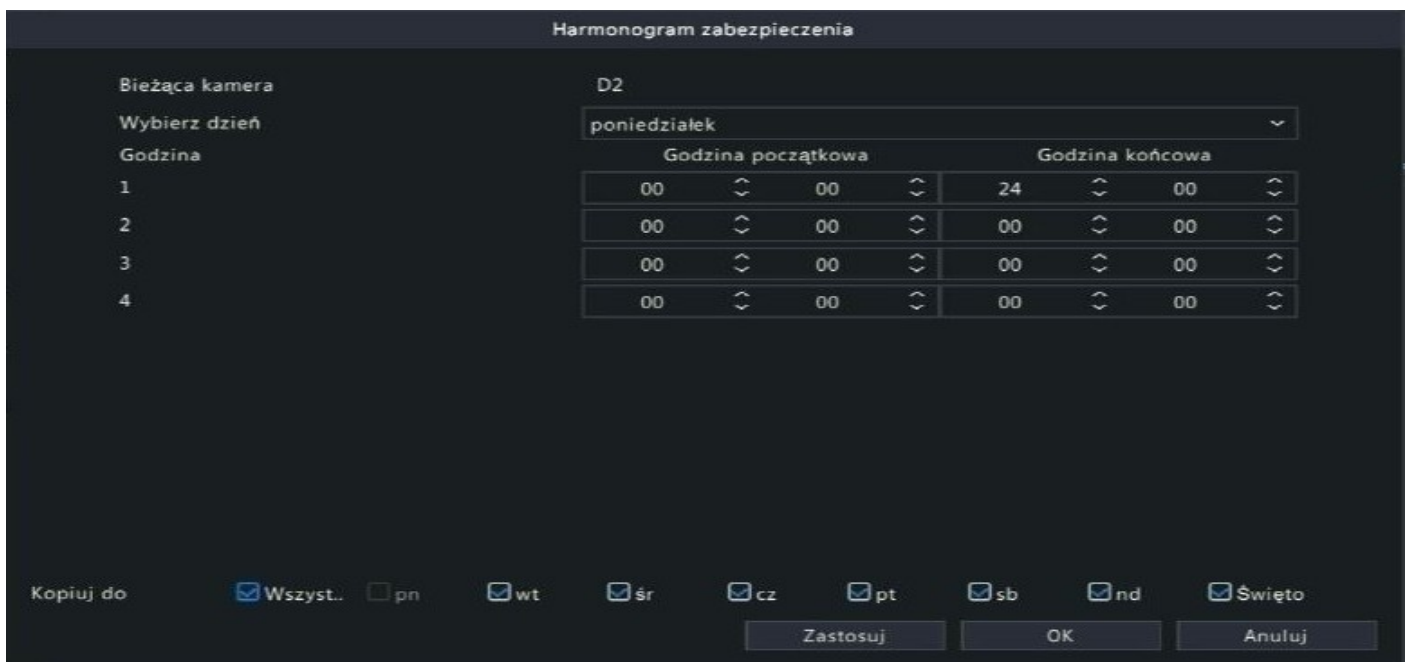 Harmonogram zabezpieczenia
Bieżąca kamera D2
Wybierz dzień poniedziałek
Godzina Godzina początkowa Godzina końcowa
1 00 00 24 00
2 00 00 00 00
3 00 00 00 00
4 00 00 00 00
Kopiuj do Wszyst.. pn wt śr cz pt sb nd Święto
Zastosuj OK Anuluj